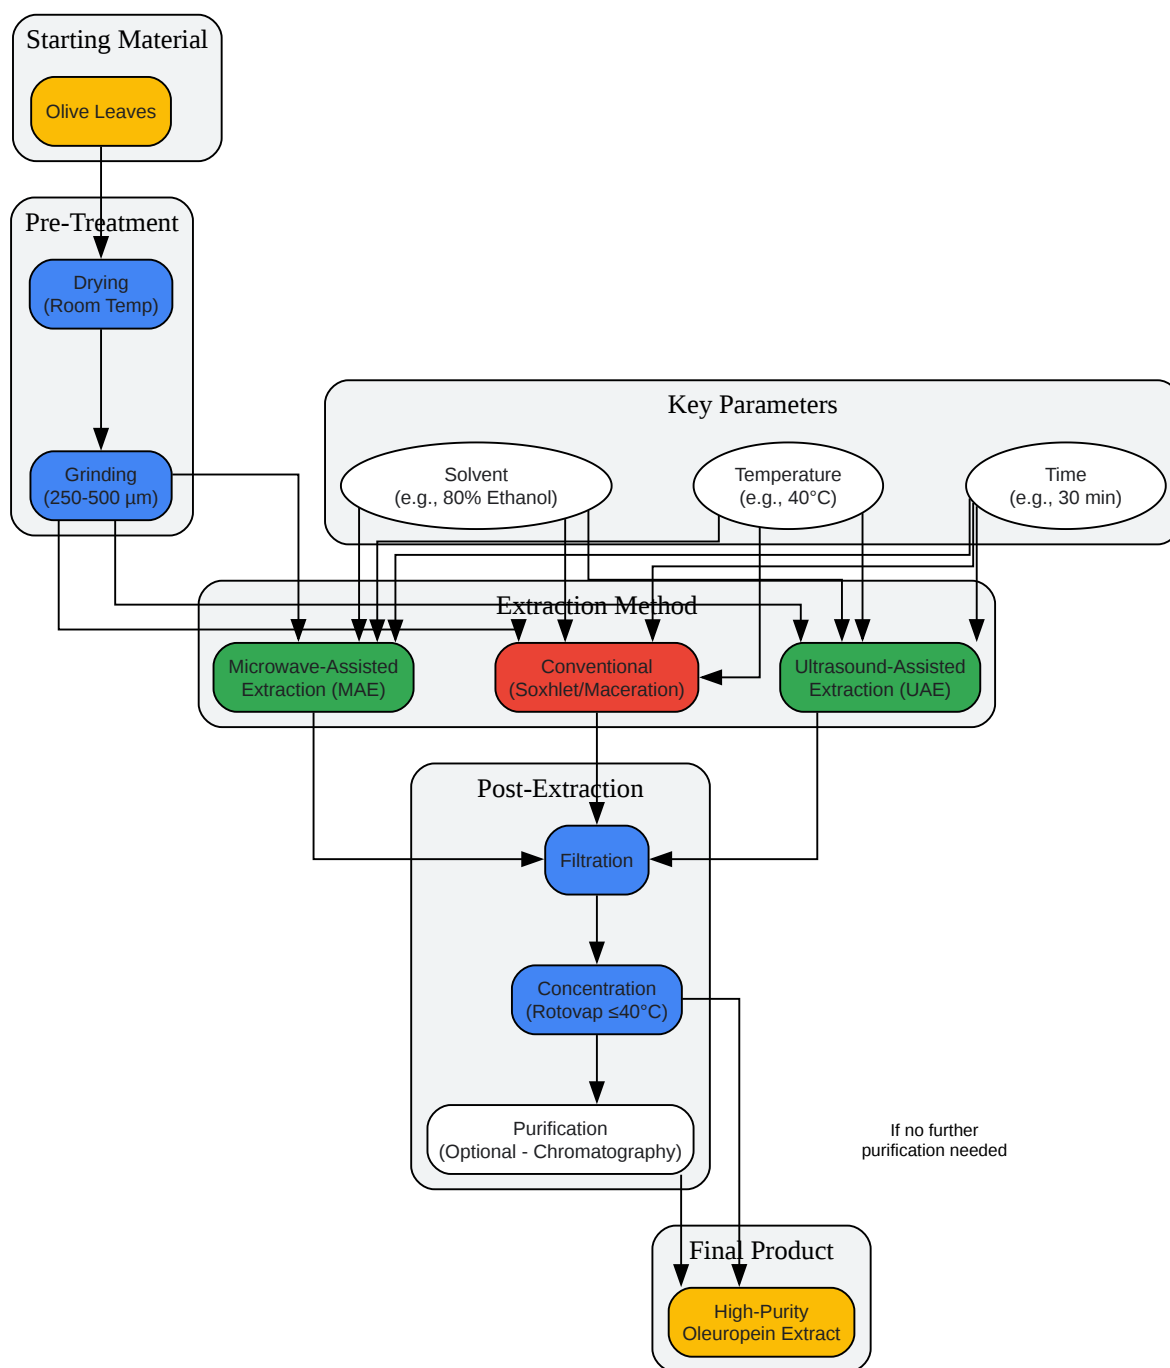 Starting Material
Olive Leaves
Pre-Treatment
Drying
(Room Temp)
Grinding
(250-500 µm)
Key Parameters
Solvent
(e.g., 80% Ethanol)
Temperature
(e.g., 40°C)
Time
(e.g., 30 min)
Extraction Method
Microwave-Assisted
Extraction (MAE)
Conventional
(Soxhlet/Maceration)
Ultrasound-Assisted
Extraction (UAE)
Post-Extraction
Filtration
Concentration
(Rotovap ≤40°C)
Purification
(Optional - Chromatography)
If no further
purification needed
Final Product
High-Purity
Oleuropein Extract